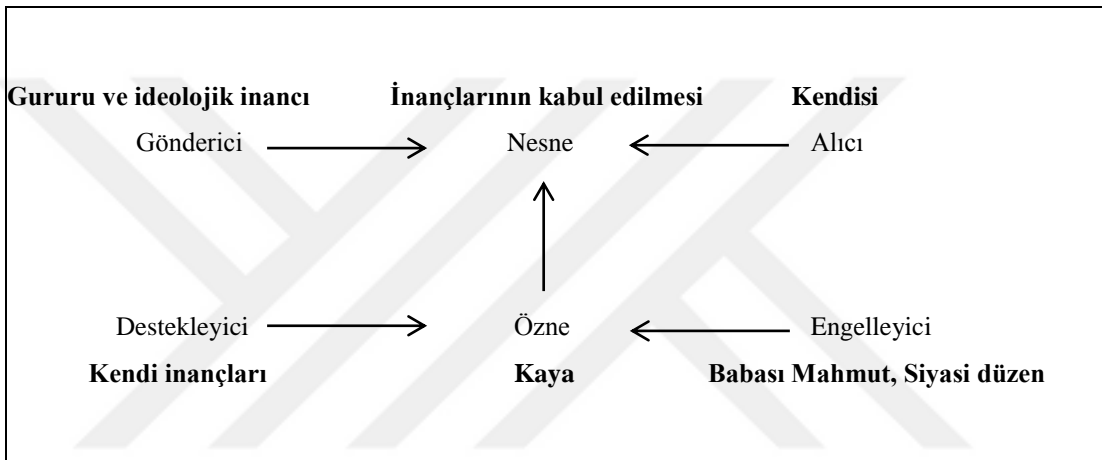 Gururu ve ideolojik inancı İnançlarının kabul edilmesi Kendisi
Gönderici Nesne Alıcı
Destekleyici Özne Engelleyici
Kendi inançları Kaya Babası Mahmut, Siyasi düzen